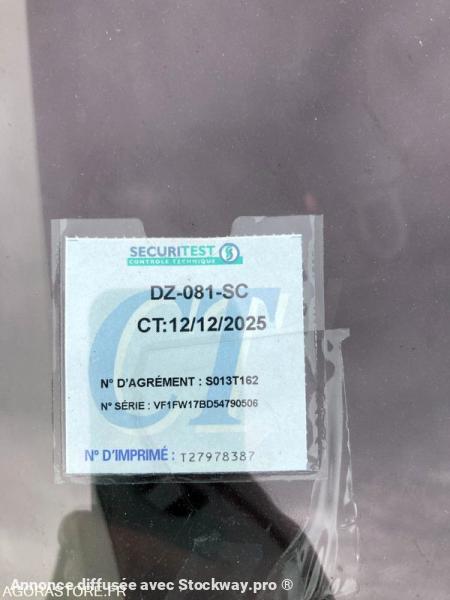 SECURITEST
CONTROLE TECHNIQUE
DZ-081-SC
CT:12/12/2025
N° D'AGRÉMENT : S013T162
N° SÉRIE : VF1FW17BD54790506
N° D'IMPRIMÉ : T27978387
CT
Annonce diffusée avec Stockway.pro ®
AGORASTORE.FR